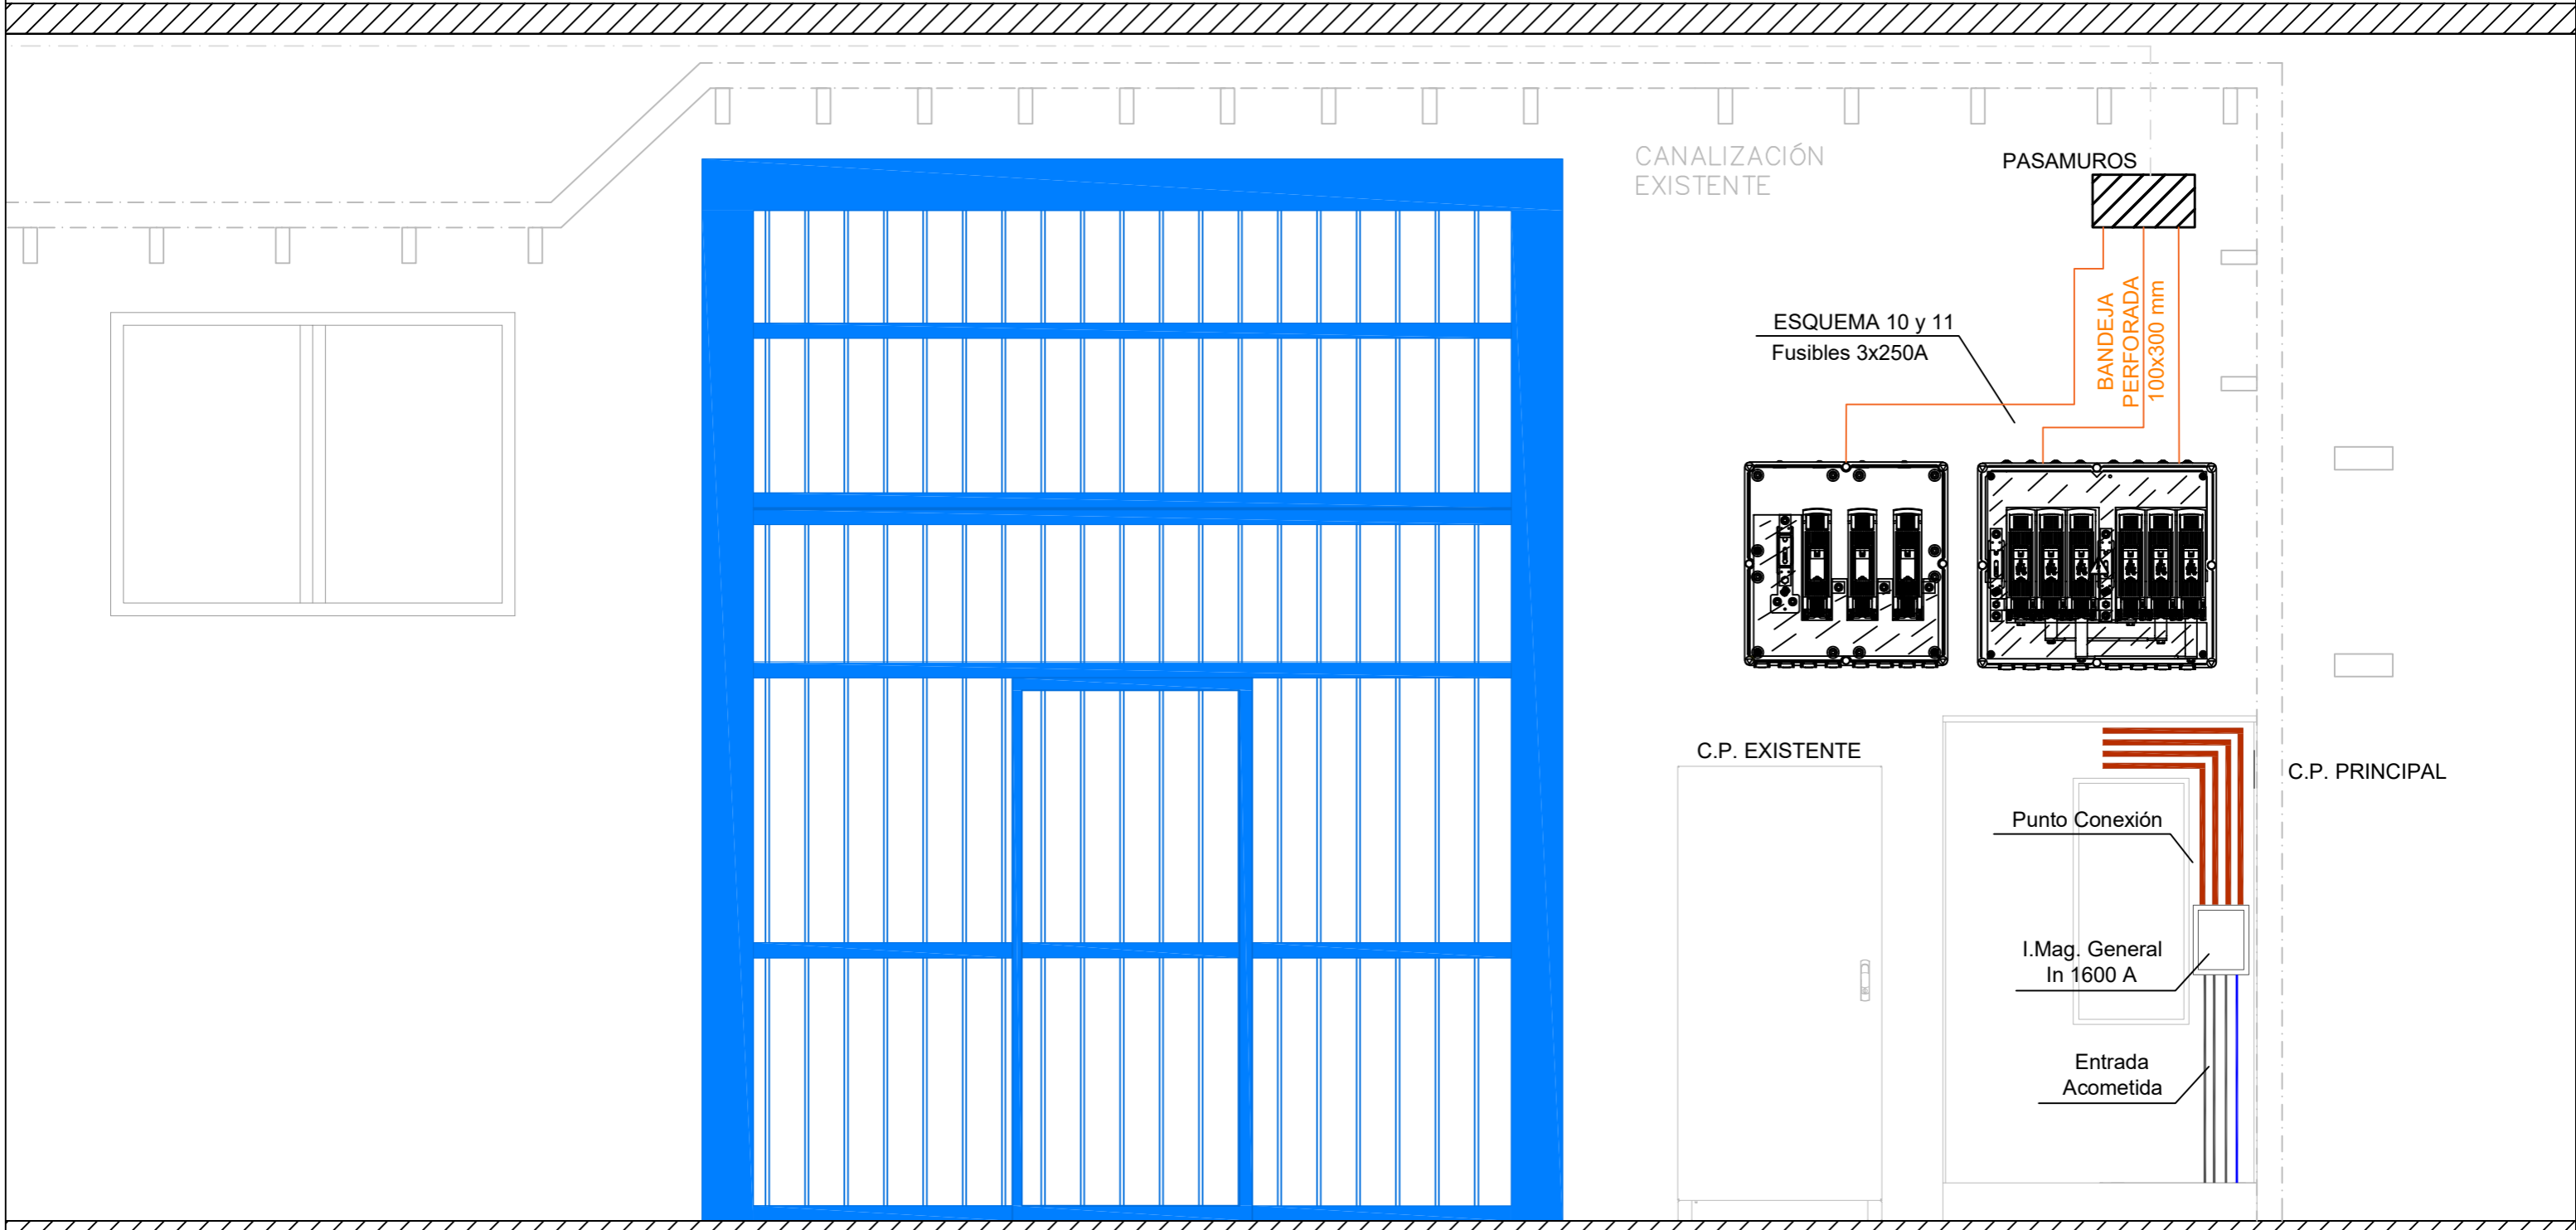 CANALIZACIÓN
EXISTENTE
PASAMUROS
BANDEJA
PERFORADA
100x300 mm
ESQUEMA 10 y 11
Fusibles 3x250A
C.P. EXISTENTE
C.P. PRINCIPAL
Punto Conexión
I.Mag. General
In 1600 A
Entrada
Acometida